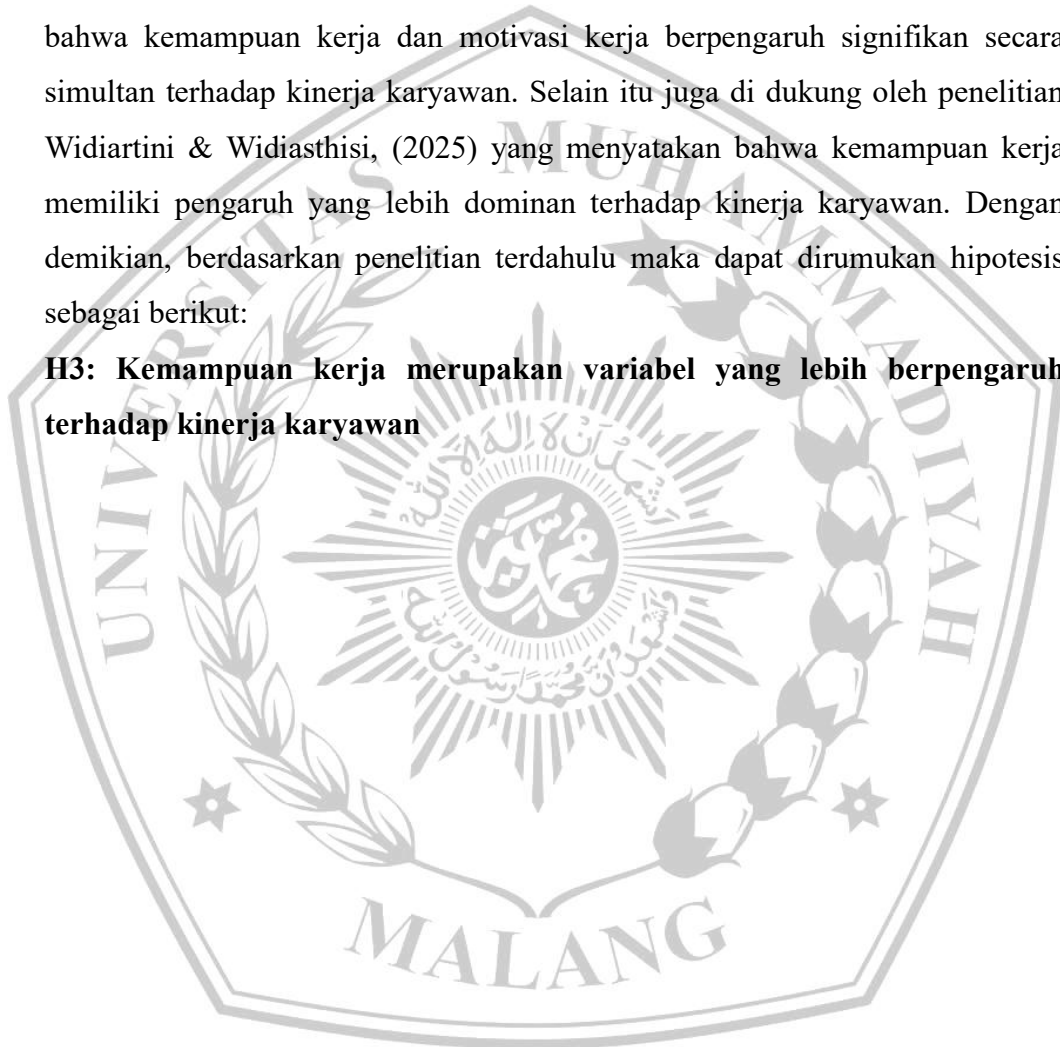 bahwa kemampuan kerja dan motivasi kerja berpengaruh signifikan secara
simultan terhadap kinerja karyawan. Selain itu juga di dukung oleh penelitian
Widiartini & Widiasthisi, (2025) yang menyatakan bahwa kemampuan kerja
memiliki pengaruh yang lebih dominan terhadap kinerja karyawan. Dengan
demikian, berdasarkan penelitian terdahulu maka dapat dirumukan hipotesis
sebagai berikut:
H3: Kemampuan kerja merupakan variabel yang lebih berpengaruh
terhadap kinerja karyawan
UNIVERSITAS MUHAMMADIYAH
MALANG